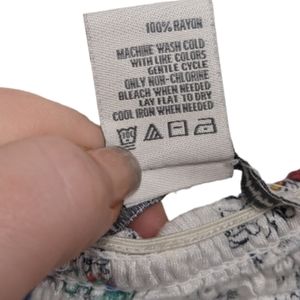 100% RAYON
MACHINE WASH COLD
WITH LIKE COLORS
GENTLE CYCLE
ONLY NON-CHLORINE
BLEACH WHEN NEEDED
LAY FLAT TO DRY
COOL IRON WHEN NEEDED